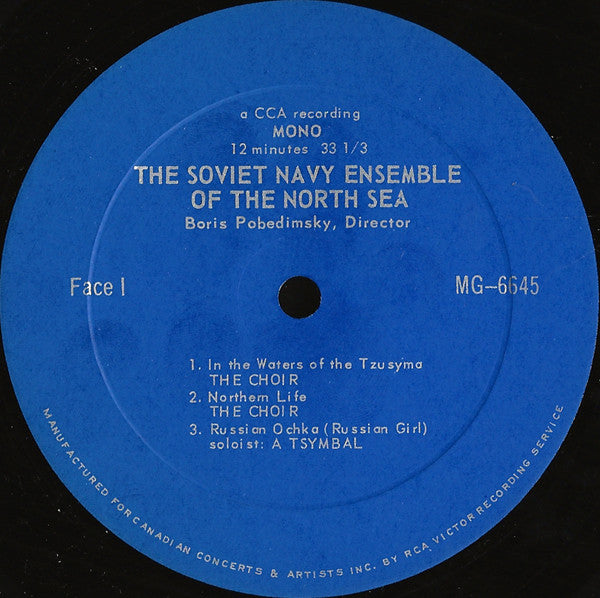 a CCA recording
MONO
12 minutes 33 1/3
THE SOVIET NAVY ENSEMBLE
OF THE NORTH SEA
Boris Pobedimsky, Director
Face I
MG-6645
1. In the Waters of the Tzusyma
THE CHOIR
2. Northern Life
THE CHOIR
3. Russian Ochka (Russian Girl)
soloist: A TSYMBAL
MANUFACTURED FOR CANADIAN CONCERTS & ARTISTS INC. BY RCA VICTOR RECORDING SERVICE